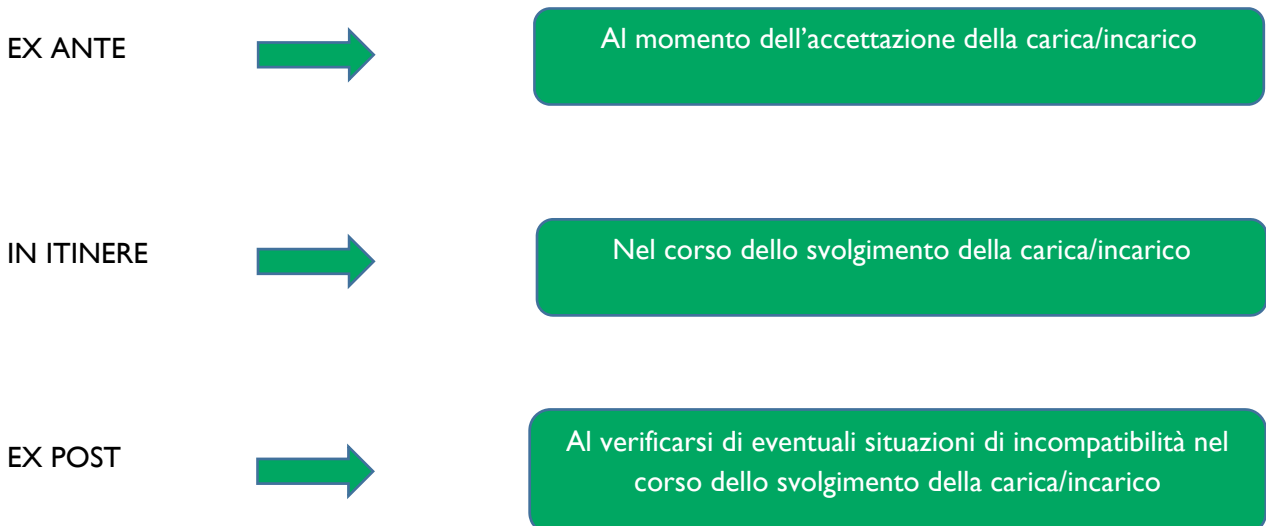 EX ANTE
Al momento dell’accettazione della carica/incarico
IN ITINERE
Nel corso dello svolgimento della carica/incarico
EX POST
Al verificarsi di eventuali situazioni di incompatibilità nel
corso dello svolgimento della carica/incarico